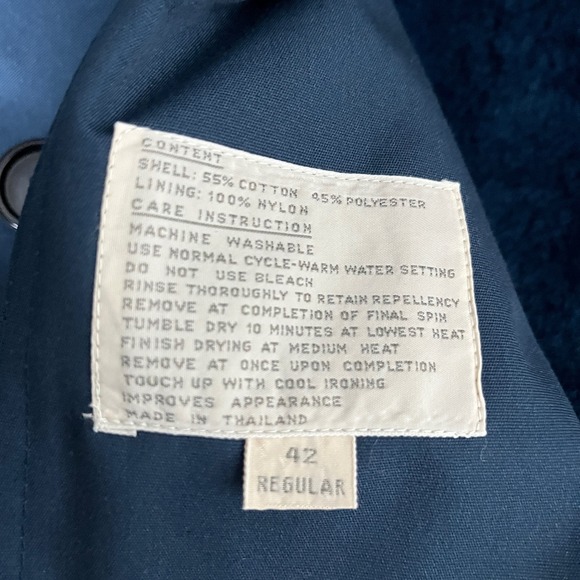 CONTENT
SHELL: 55% COTTON 45% POLYESTER
LINING: 100% NYLON
CARE INSTRUCTION
MACHINE WASHABLE
USE NORMAL CYCLE-WARM WATER SETTING
DO NOT USE BLEACH
RINSE THOROUGHLY TO RETAIN REPELLENCY
REMOVE AT COMPLETION OF FINAL SPIN
TUMBLE DRY 10 MINUTES AT LOWEST HEAT
FINISH DRYING AT MEDIUM HEAT
REMOVE AT ONCE UPON COMPLETION
TOUCH UP WITH COOL IRONING
IMPROVES APPEARANCE
MADE IN THAILAND
42
REGULAR